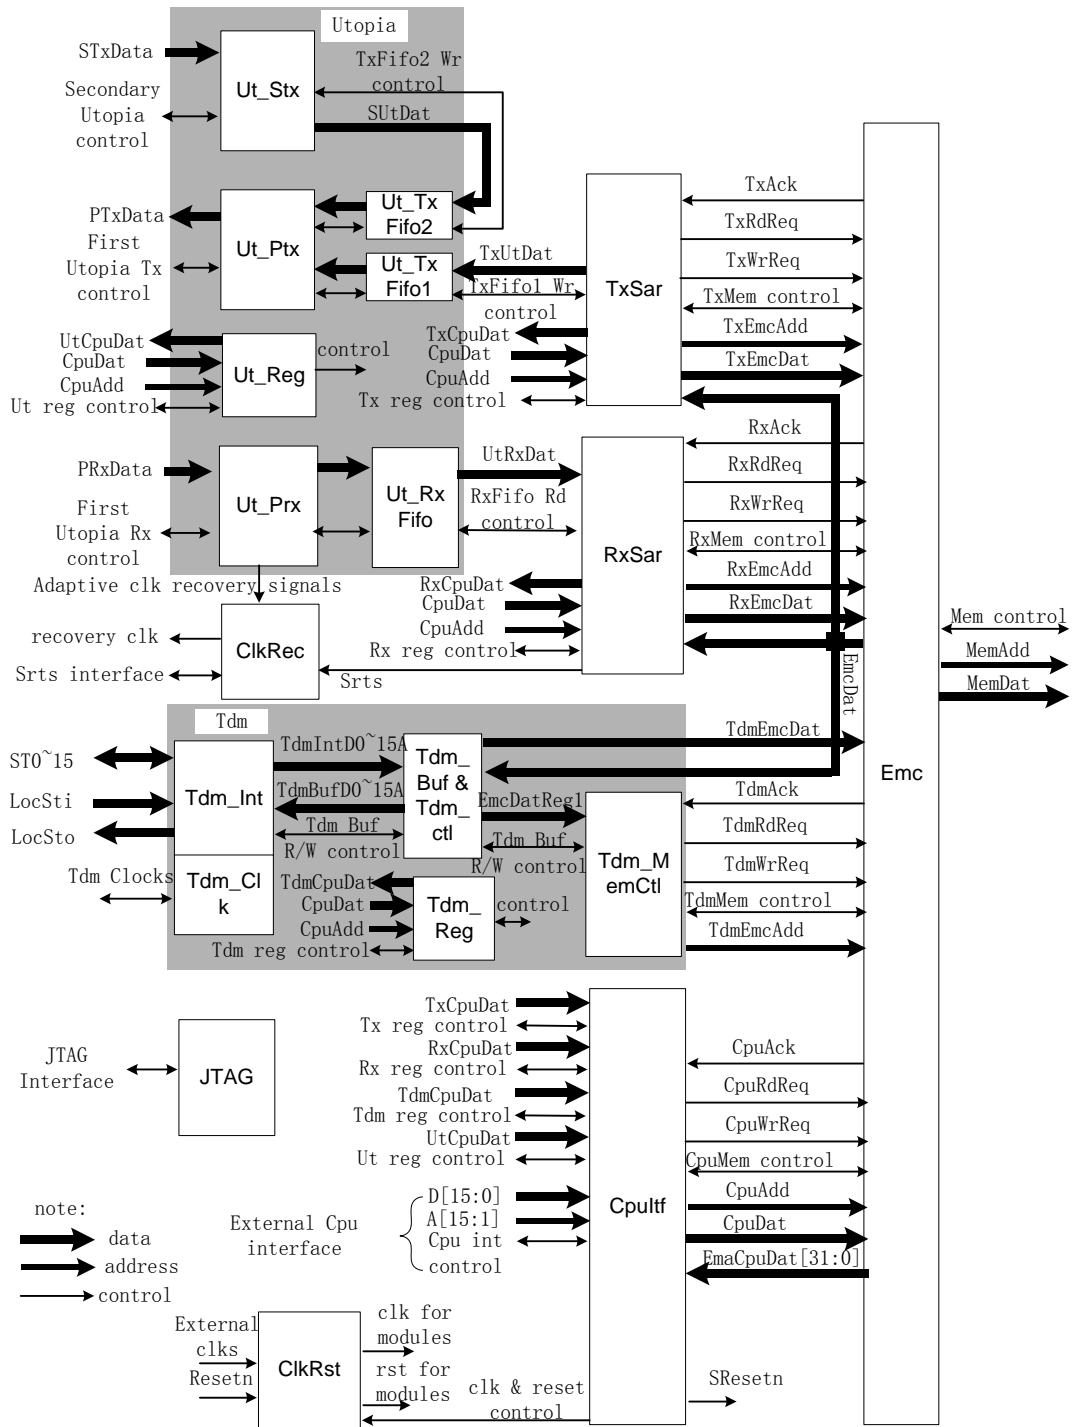 Utopia
STxData
Ut_Stx
TxFifo2 Wr
control
Secondary
Utopia
control
SUtDat
Ut_Tx
Fifo2
PTxData
First
Utopia Tx
control
Ut_Ptx
Ut_Tx
Fifo1
TxUtDat
TxFifo1 Wr
control
TxSar
TxAck
TxRdReq
TxWrReq
TxMem control
TxEmcAdd
TxEmcDat
UtCpuDat
CpuDat
CpuAdd
Ut reg control
Ut_Reg
control
TxCpuDat
CpuDat
CpuAdd
Tx reg control
PRxData
First
Utopia Rx
control
Ut_Prx
Ut_Rx
Fifo
UtRxDat
RxFifo Rd
control
RxSar
RxAck
RxRdReq
RxWrReq
RxMem control
RxEmcAdd
RxEmcDat
Adaptive clk recovery signals
RxCpuDat
CpuDat
CpuAdd
Rx reg control
recovery clk
Srts interface
ClkRec
Srts
EmcDat
Emc
Mem control
MemAdd
MemDat
Tdm
ST0~15
LocSti
LocSto
Tdm Clocks
Tdm_Int
Tdm_Cl
k
TdmIntD0~15A
TdmBufD0~15A
Tdm Buf
R/W control
Tdm_
Buf &
Tdm_
ctl
TdmEmcDat
EmcDatReg1
Tdm Buf
R/W control
Tdm_M
emCtl
TdmAck
TdmRdReq
TdmWrReq
TdmMem control
TdmEmcAdd
TdmCpuDat
CpuDat
CpuAdd
Tdm reg control
Tdm_
Reg
control
JTAG
Interface
JTAG
TxCpuDat
Tx reg control
RxCpuDat
Rx reg control
TdmCpuDat
Tdm reg control
UtCpuDat
Ut reg control
External Cpu
interface
D[15:0]
A[15:1]
Cpu int
control
CpuItf
CpuAck
CpuRdReq
CpuWrReq
CpuMem control
CpuAdd
CpuDat
EmaCpuDat[31:0]
note:
data
address
control
External
clks
Resetn
ClkRst
clk for
modules
rst for
modules
clk & reset
control
SResetn